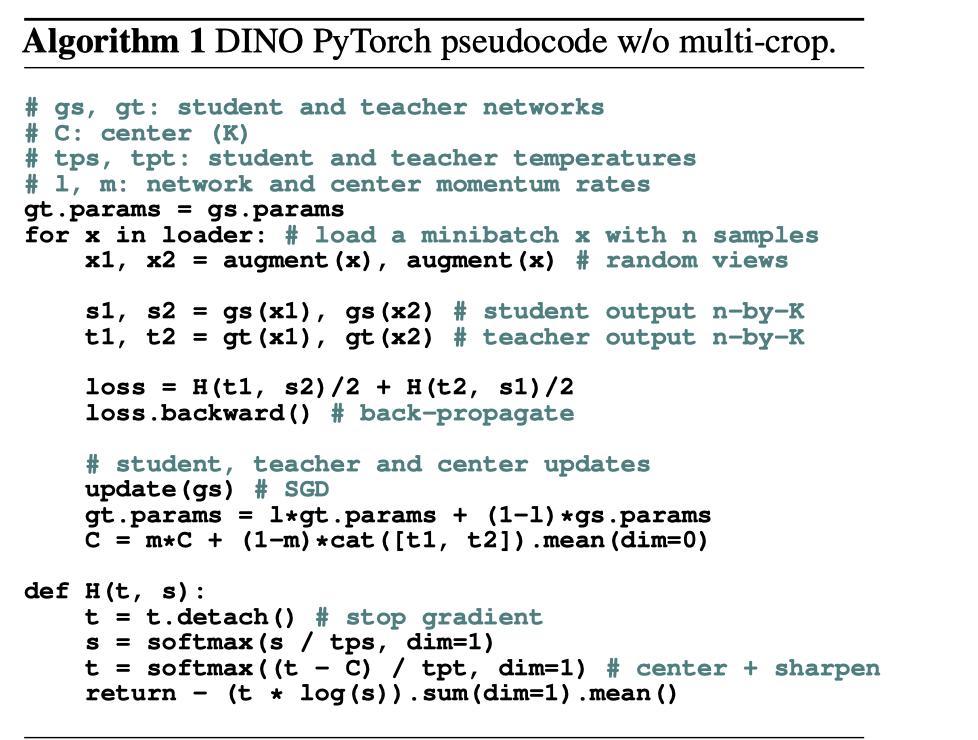 Algorithm 1 DINO PyTorch pseudocode w/o multi-crop.
# gs, gt: student and teacher networks
# C: center (K)
# tps, tpt: student and teacher temperatures
# l, m: network and center momentum rates
gt.params = gs.params
for x in loader: # load a minibatch x with n samples
    x1, x2 = augment(x), augment(x) # random views

    s1, s2 = gs(x1), gs(x2) # student output n-by-K
    t1, t2 = gt(x1), gt(x2) # teacher output n-by-K

    loss = H(t1, s2)/2 + H(t2, s1)/2
    loss.backward() # back-propagate

    # student, teacher and center updates
    update(gs) # SGD
    gt.params = l*gt.params + (1-l)*gs.params
    C = m*C + (1-m)*cat([t1, t2]).mean(dim=0)

def H(t, s):
    t = t.detach() # stop gradient
    s = softmax(s / tps, dim=1)
    t = softmax((t - C) / tpt, dim=1) # center + sharpen
    return - (t * log(s)).sum(dim=1).mean()